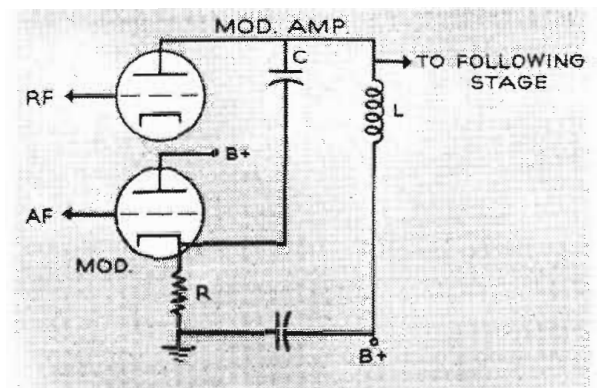 MOD. AMP.
C
TO FOLLOWING
STAGE
RF
L
B+
AF
MOD.
R
B+